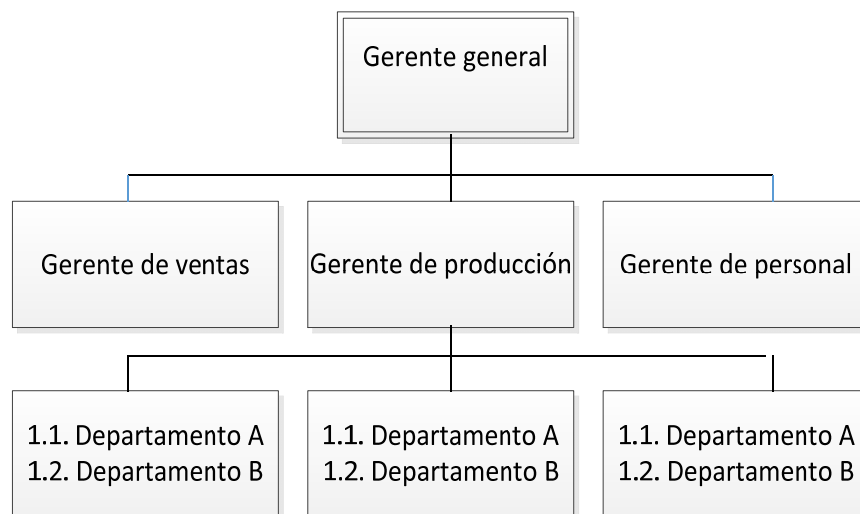 Gerente general
Gerente de ventas
Gerente de producción
Gerente de personal
1.1. Departamento A
1.2. Departamento B
1.1. Departamento A
1.2. Departamento B
1.1. Departamento A
1.2. Departamento B